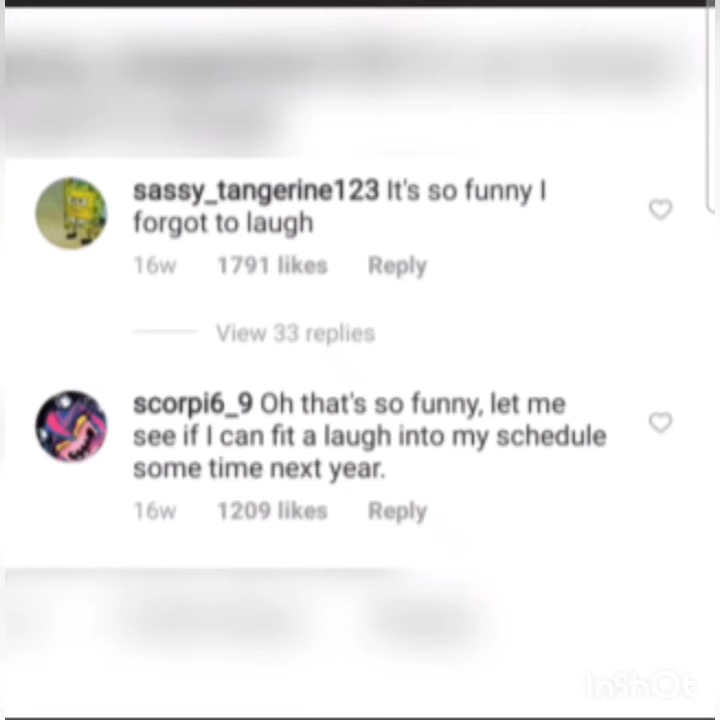 sassy_tangerine123 It's so funny I
forgot to laugh
16w 1791 likes Reply
View 33 replies
scorpi6_9 Oh that's so funny, let me
see if I can fit a laugh into my schedule
some time next year.
16w 1209 likes Reply
InShOt